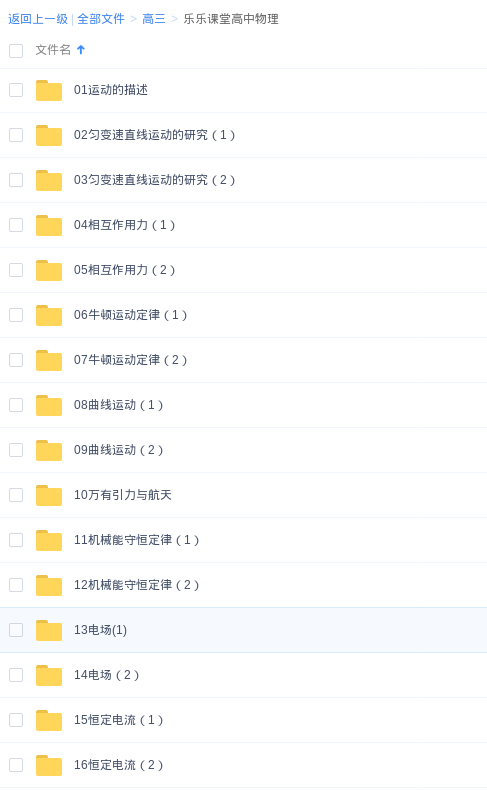 返回上一级 | 全部文件 > 高三 > 乐乐课堂高中物理
文件名
01运动的描述
02匀变速直线运动的研究（1）
03匀变速直线运动的研究（2）
04相互作用力（1）
05相互作用力（2）
06牛顿运动定律（1）
07牛顿运动定律（2）
08曲线运动（1）
09曲线运动（2）
10万有引力与航天
11机械能守恒定律（1）
12机械能守恒定律（2）
13电场(1)
14电场（2）
15恒定电流（1）
16恒定电流（2）